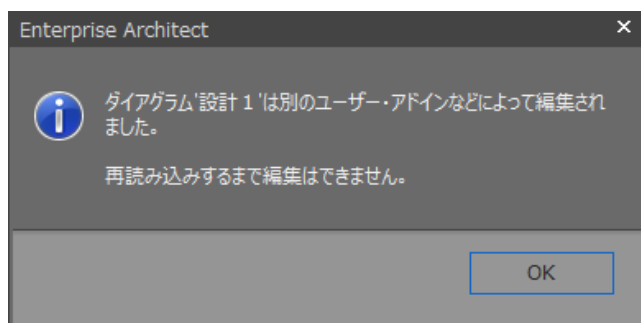 Enterprise Architect
ダイアグラム'設計１'は別のユーザー・アドインなどによって編集され
ました。
再読み込みするまで編集はできません。
OK